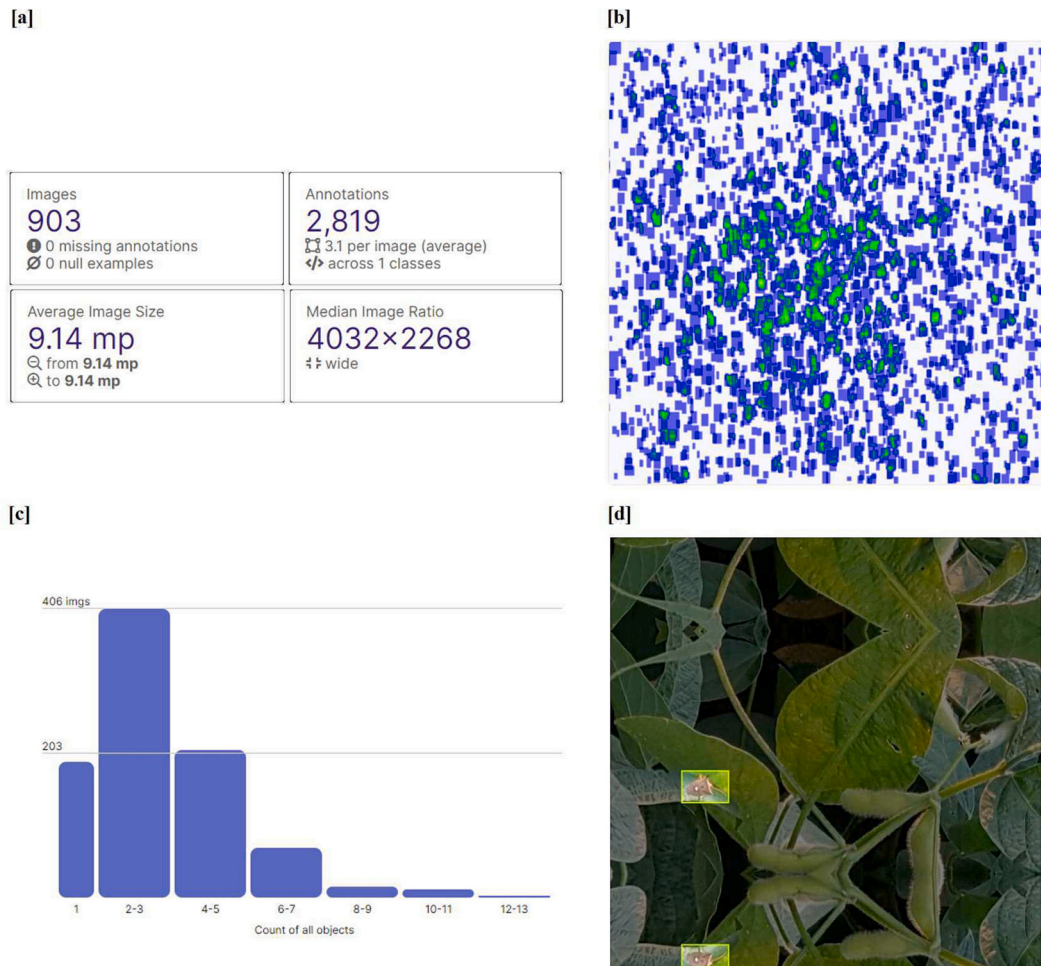 [a]
[b]
Images
903
0 missing annotations
0 null examples
Annotations
2,819
3.1 per image (average)
across 1 classes
Average Image Size
9.14 mp
from 9.14 mp
to 9.14 mp
Median Image Ratio
4032×2268
wide
[c]
[d]
406 imgs
203
1
2-3
4-5
6-7
8-9
10-11
12-13
Count of all objects